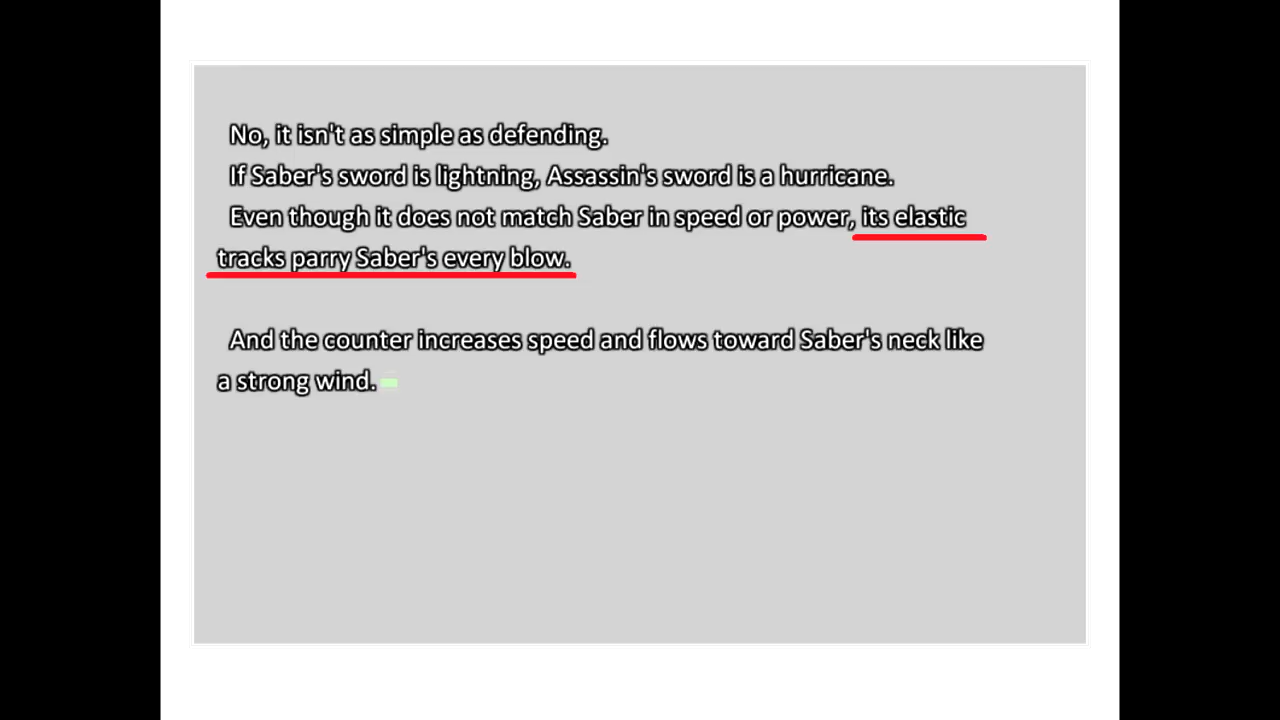 No, it isn't as simple as defending.
If Saber's sword is lightning, Assassin's sword is a hurricane.
Even though it does not match Saber in speed or power, its elastic
tracks parry Saber's every blow.
And the counter increases speed and flows toward Saber's neck like
a strong wind.